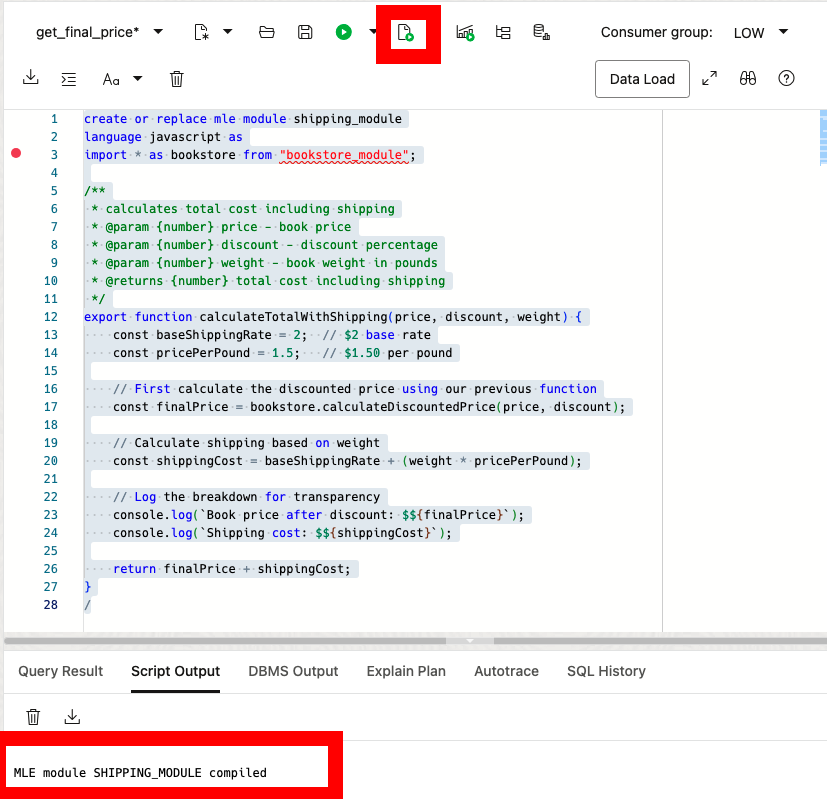 get_final_price*
Consumer group: LOW
Aa
Data Load
1 create or replace mle module shipping_module
2 language javascript as
3 import * as bookstore from "bookstore_module";
4
5 /**
6 * calculates total cost including shipping
7 * @param {number} price - book price
8 * @param {number} discount - discount percentage
9 * @param {number} weight - book weight in pounds
10 * @returns {number} total cost including shipping
11 */
12 export function calculateTotalWithShipping(price, discount, weight) {
13 const baseShippingRate = 2; // $2 base rate
14 const pricePerPound = 1.5; // $1.50 per pound
15
16 // First calculate the discounted price using our previous function
17 const finalPrice = bookstore.calculateDiscountedPrice(price, discount);
18
19 // Calculate shipping based on weight
20 const shippingCost = baseShippingRate + (weight * pricePerPound);
21
22 // Log the breakdown for transparency
23 console.log(`Book price after discount: $${finalPrice}`);
24 console.log(`Shipping cost: $${shippingCost}`);
25
26 return finalPrice + shippingCost;
27 }
28 /
Query Result Script Output DBMS Output Explain Plan Autotrace SQL History
MLE module SHIPPING_MODULE compiled